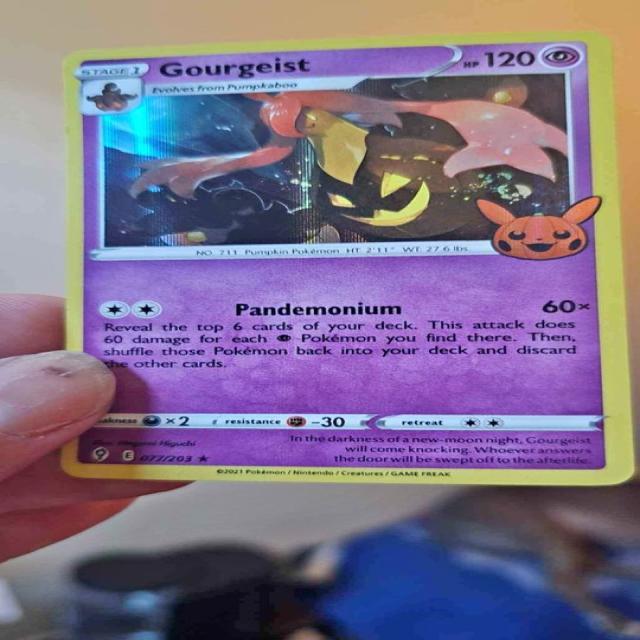 STAGE 1 Gourgeist HP 120
Evolves from Pumpkaboo
NO. 711 Pumpkin Pokémon HT: 2'11" WT: 27.6 lbs.
Pandemonium 60×
Reveal the top 6 cards of your deck. This attack does
60 damage for each Pokémon you find there. Then,
shuffle those Pokémon back into your deck and discard
the other cards.
weakness ×2 resistance -30 retreat
Illus. Megumi Higuchi
In the darkness of a new-moon night, Gourgeist
will come knocking. Whoever answers
the door will be swept off to the afterlife.
E 077/203 ★
©2021 Pokémon / Nintendo / Creatures / GAME FREAK